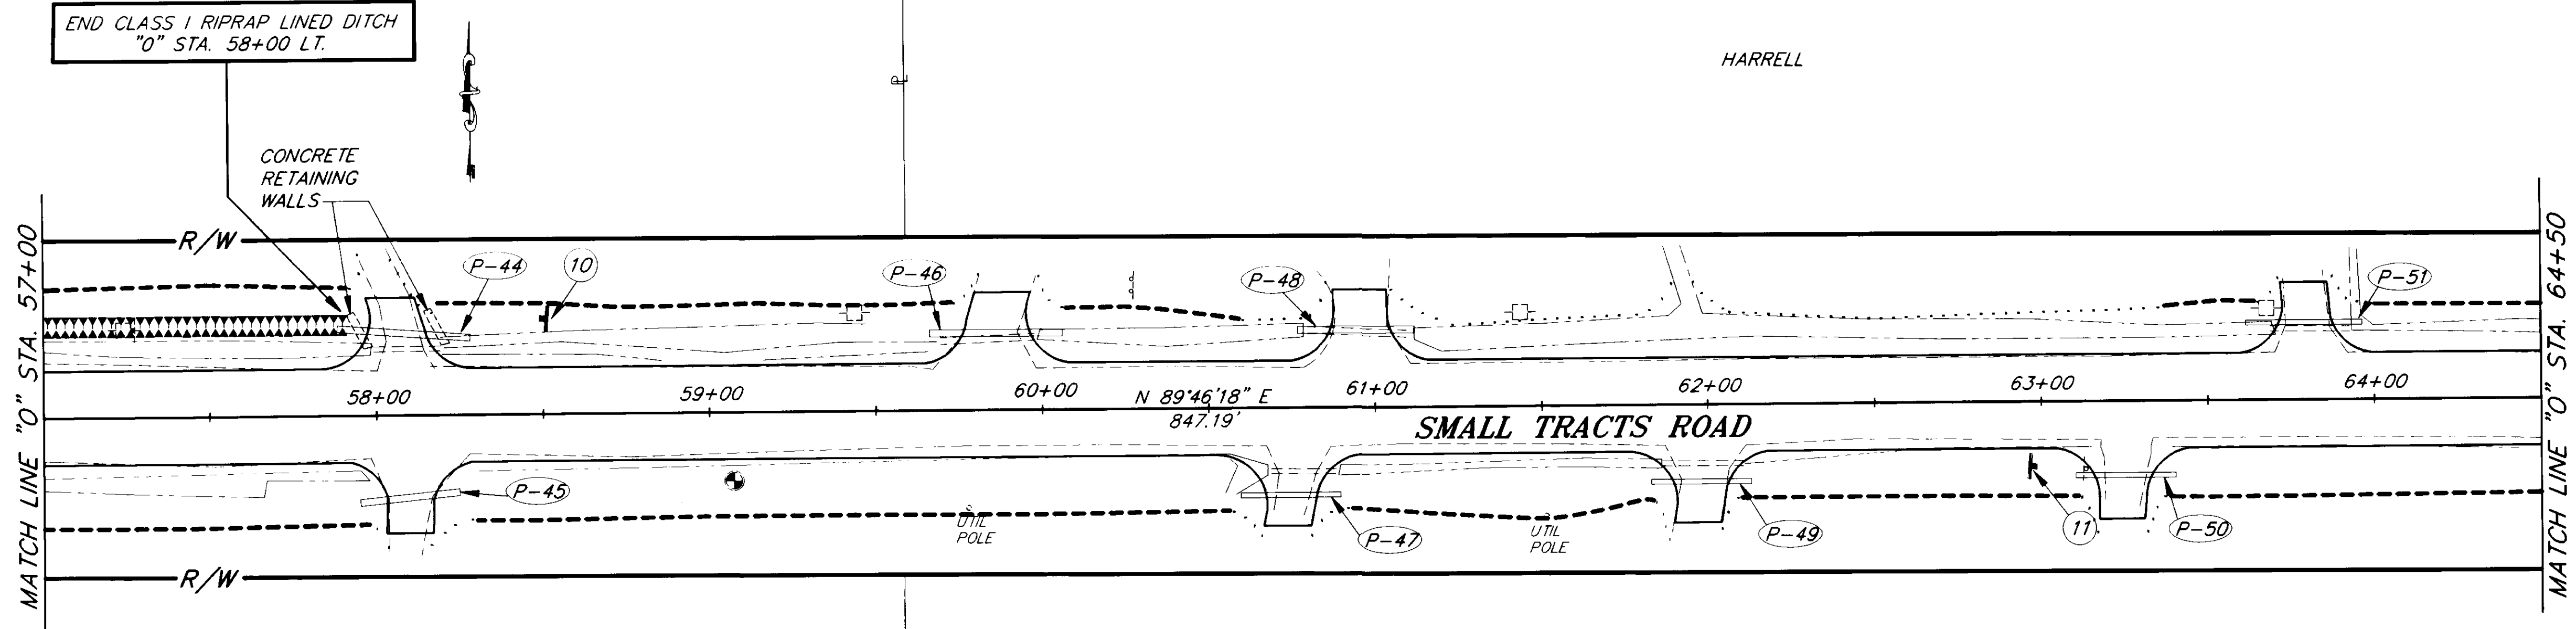 END CLASS I RIPRAP LINED DITCH
"O" STA. 58+00 LT.
HARRELL
CONCRETE
RETAINING
WALLS
R/W
P-44
10
P-46
P-48
P-51
MATCH LINE "O" STA. 57+00
MATCH LINE "O" STA. 64+50
58+00
59+00
60+00
N 89°46'18" E
847.19'
61+00
62+00
63+00
64+00
SMALL TRACTS ROAD
P-45
UTIL
POLE
P-47
UTIL
POLE
P-49
11
P-50
R/W